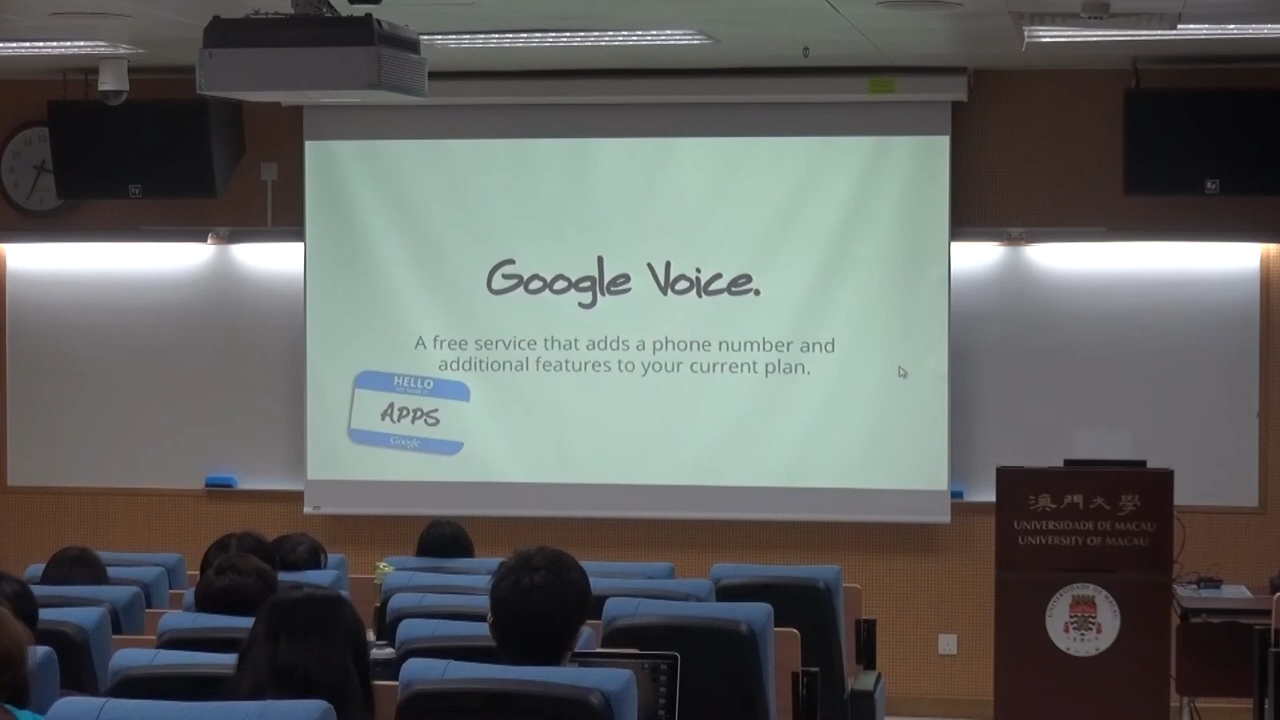 Google Voice.
A free service that adds a phone number and
additional features to your current plan.
HELLO
APPS
Google
澳門大學
UNIVERSIDADE DE MACAU
UNIVERSITY OF MACAU